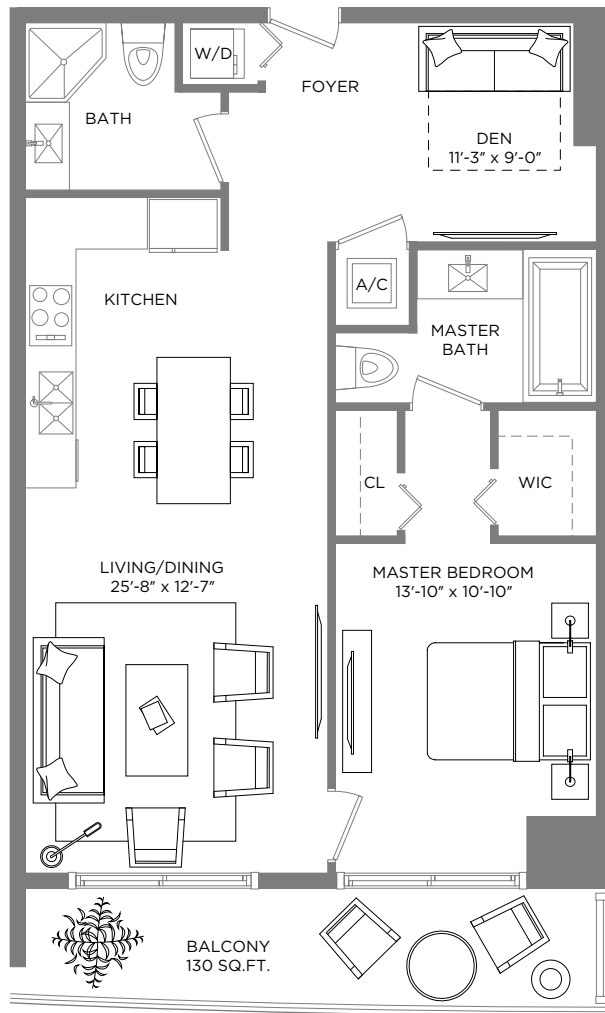 W/D
FOYER
BATH
DEN
11'-3" x 9'-0"
A/C
KITCHEN
MASTER
BATH
CL
WIC
LIVING/DINING
25'-8" x 12'-7"
MASTER BEDROOM
13'-10" x 10'-10"
BALCONY
130 SQ.FT.